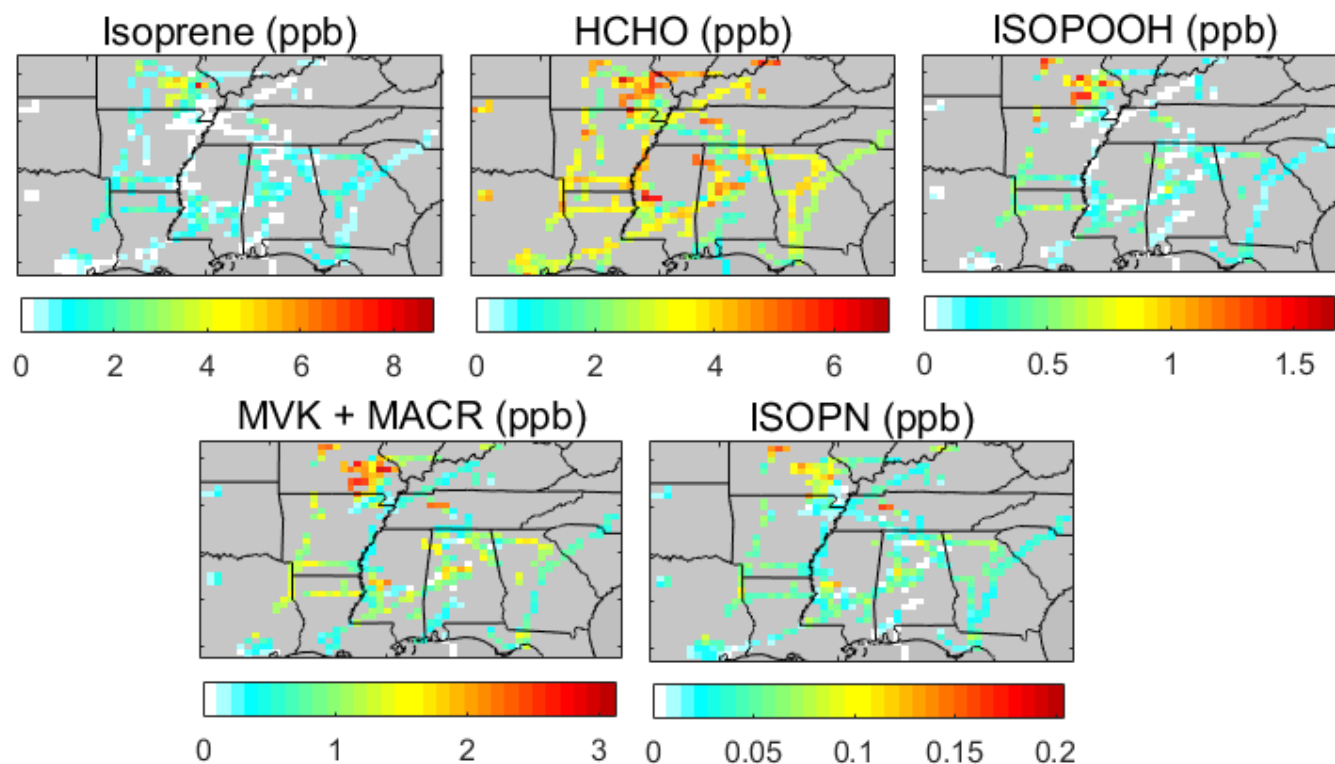 Isoprene (ppb)
HCHO (ppb)
ISOPOOH (ppb)
0 2 4 6 8
0 2 4 6
0 0.5 1 1.5
MVK + MACR (ppb)
ISOPN (ppb)
0 1 2 3
0 0.05 0.1 0.15 0.2